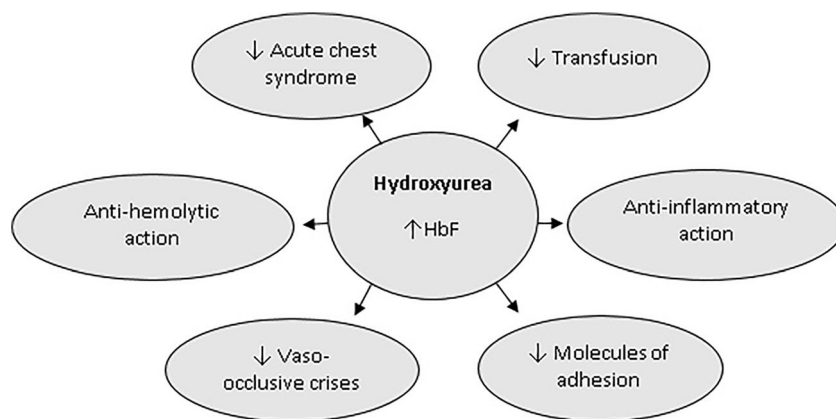 ↓ Acute chest
syndrome
↓ Transfusion
Hydroxyurea
↑HbF
Anti-hemolytic
action
Anti-inflammatory
action
↓ Vaso-
occlusive crises
↓ Molecules of
adhesion